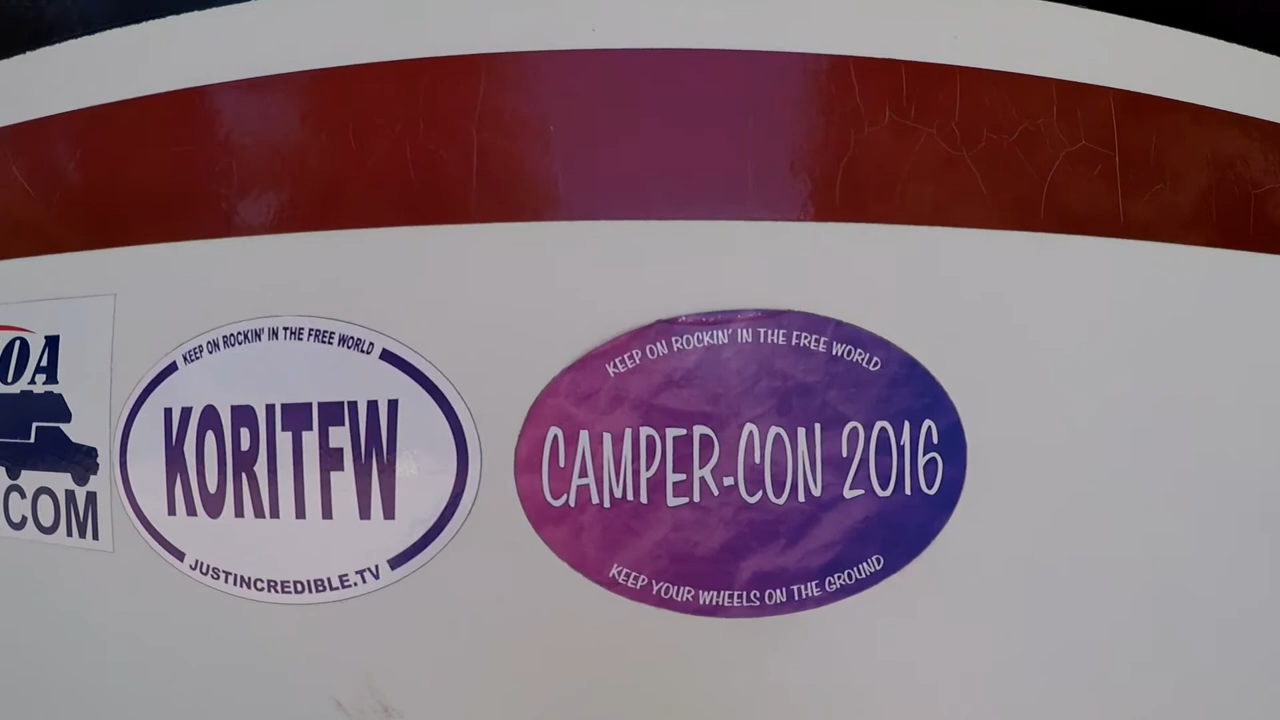 OA
.COM
KEEP ON ROCKIN' IN THE FREE WORLD
KORITFW
JUSTINCREDIBLE.TV
KEEP ON ROCKIN' IN THE FREE WORLD
CAMPER-CON 2016
KEEP YOUR WHEELS ON THE GROUND